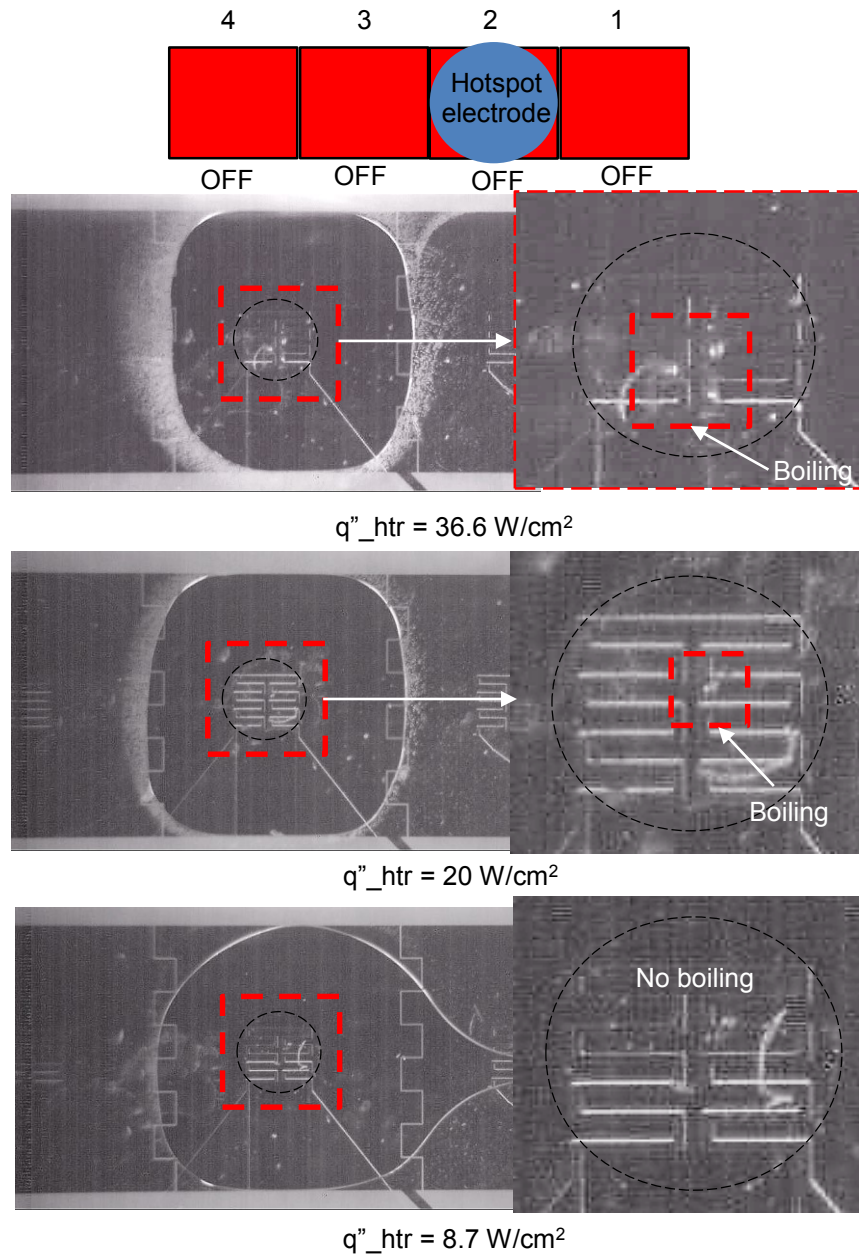 4 3 2 1
Hotspot
electrode
OFF OFF OFF OFF
Boiling
q”_htr = 36.6 W/cm²
Boiling
q”_htr = 20 W/cm²
No boiling
q”_htr = 8.7 W/cm²